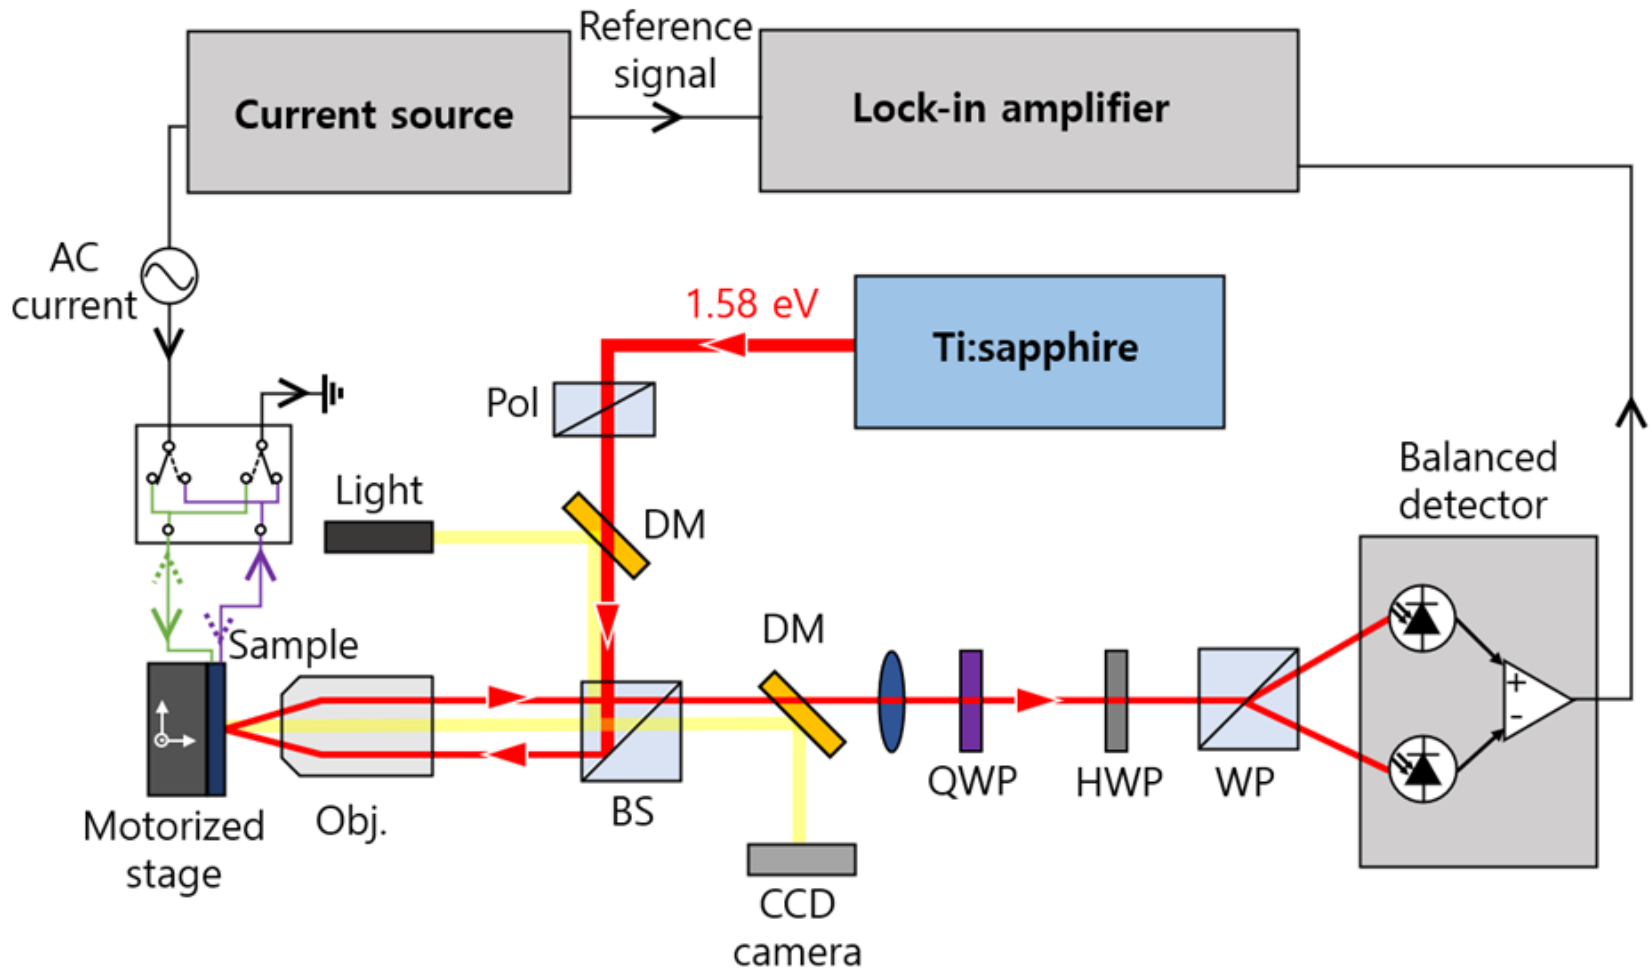 Reference
signal
Current source
Lock-in amplifier
AC
current
1.58 eV
Ti:sapphire
Pol
Light
DM
Balanced
detector
Sample
DM
+
-
QWP
HWP
WP
BS
Obj.
Motorized
stage
CCD
camera